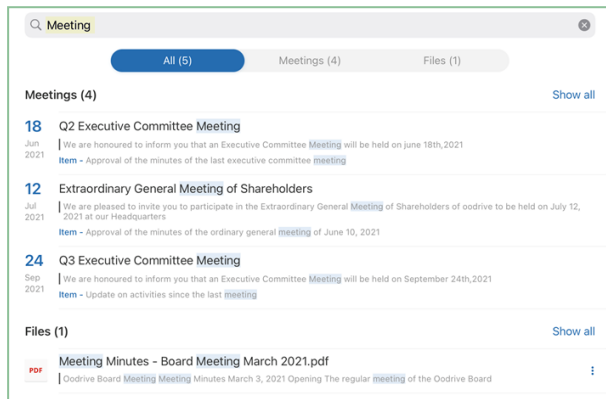 Meeting
All (5) Meetings (4) Files (1)
Meetings (4) Show all
18 Q2 Executive Committee Meeting
Jun We are honoured to inform you that an Executive Committee Meeting will be held on june 18th,2021
2021 Item - Approval of the minutes of the last executive committee meeting
12 Extraordinary General Meeting of Shareholders
Jul We are pleased to invite you to participate in the Extraordinary General Meeting of Shareholders of oodrive to be held on July 12,
2021 2021 at our Headquarters
Item - Approval of the minutes of the ordinary general meeting of June 10, 2021
24 Q3 Executive Committee Meeting
Sep We are honoured to inform you that an Executive Committee Meeting will be held on September 24th,2021
2021 Item - Update on activities since the last meeting
Files (1) Show all
PDF Meeting Minutes - Board Meeting March 2021.pdf
Oodrive Board Meeting Meeting Minutes March 3, 2021 Opening The regular meeting of the Oodrive Board